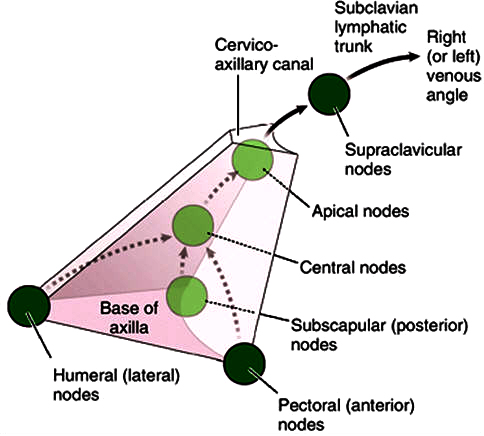 Subclavian
lymphatic
trunk
Right
(or left)
venous
angle
Cervico-
axillary canal
Supraclavicular
nodes
Apical nodes
Central nodes
Base of
axilla
Subscapular (posterior)
nodes
Humeral (lateral)
nodes
Pectoral (anterior)
nodes